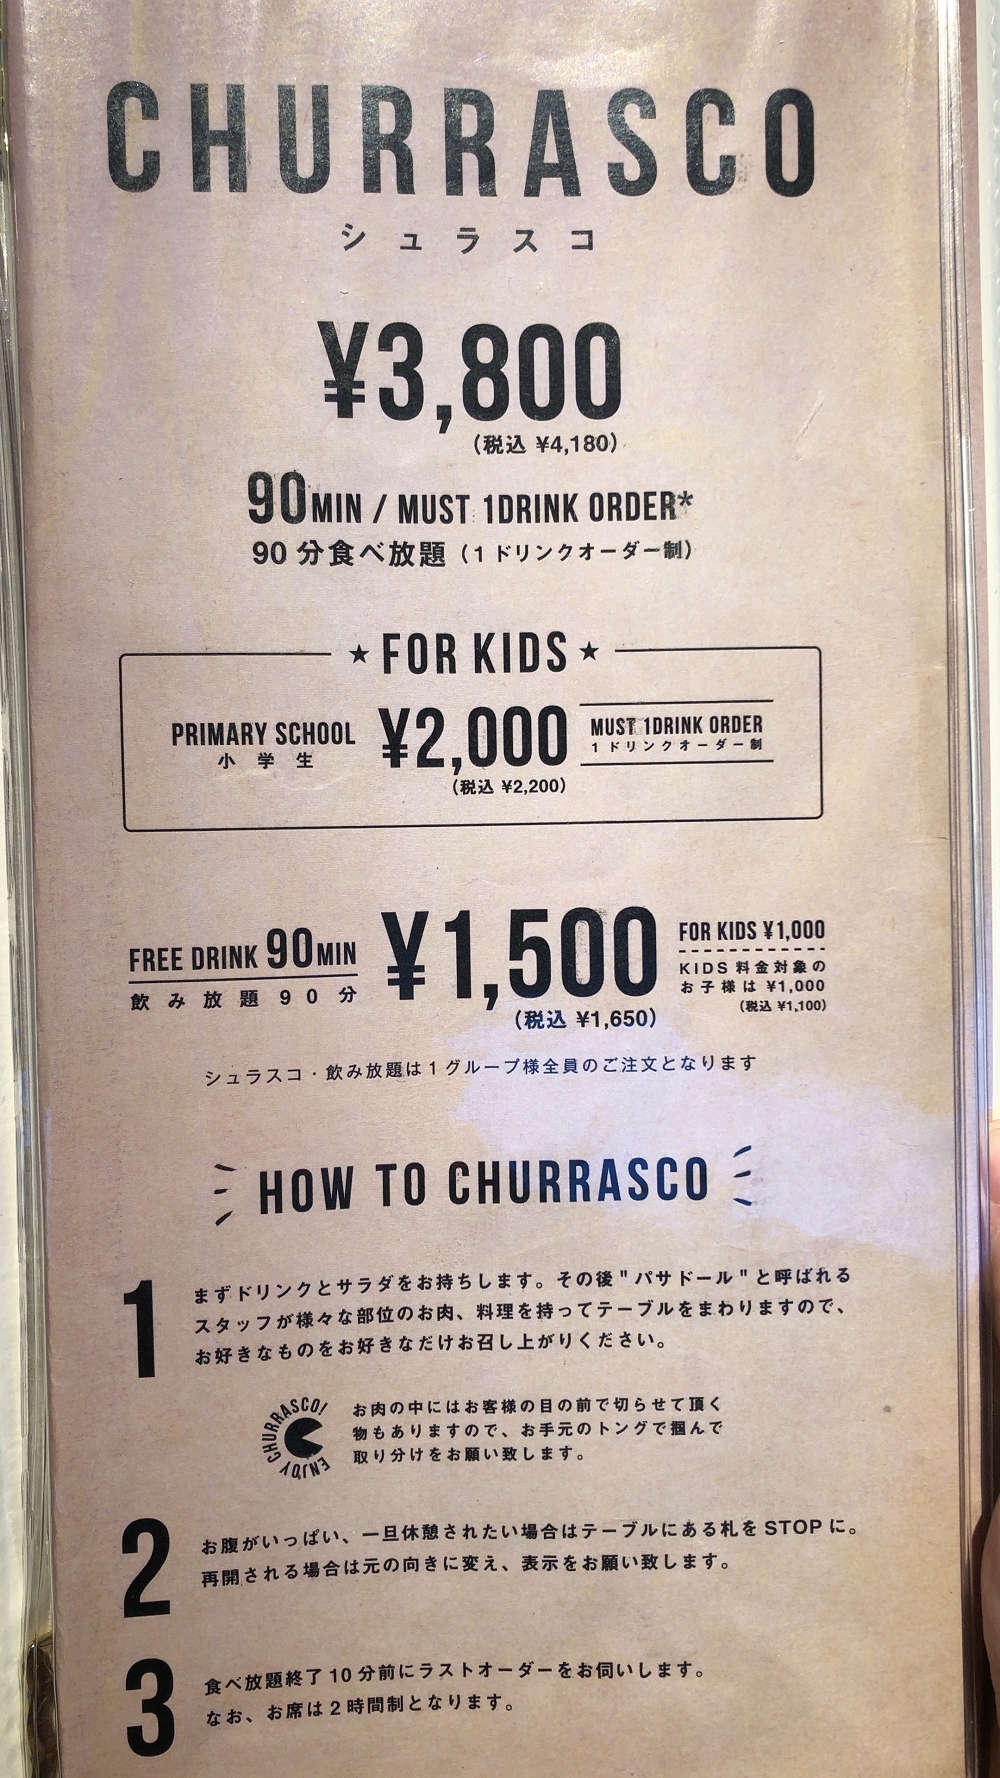 CHURRASCO
シュラスコ
¥3,800
(税込 ¥4,180)
90MIN / MUST 1DRINK ORDER*
90分食べ放題（1ドリンクオーダー制）
★FOR KIDS★
PRIMARY SCHOOL
小学生
¥2,000
(税込 ¥2,200)
MUST 1DRINK ORDER
1ドリンクオーダー制
FREE DRINK 90MIN
飲み放題90分
¥1,500
(税込 ¥1,650)
FOR KIDS ¥1,000
KIDS料金対象の
お子様は ¥1,000
(税込 ¥1,100)
シュラスコ・飲み放題は1グループ様全員のご注文となります
HOW TO CHURRASCO
1
まずドリンクとサラダをお持ちします。その後"パサドール"と呼ばれる
スタッフが様々な部位のお肉、料理を持ってテーブルをまわりますので、
お好きなものをお好きなだけお召し上がりください。
ENJOY CHURRASCO!
お肉の中にはお客様の目の前で切らせて頂く
物もありますので、お手元のトングで掴んで
取り分けをお願い致します。
2
お腹がいっぱい、一旦休憩されたい場合はテーブルにある札をSTOPに。
再開される場合は元の向きに変え、表示をお願い致します。
3
食べ放題終了10分前にラストオーダーをお伺いします。
なお、お席は2時間制となります。